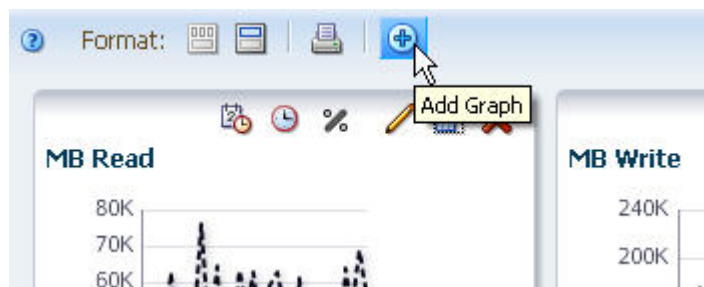 Format:
Add Graph
MB Read
80K
70K
60K
MB Write
240K
200K